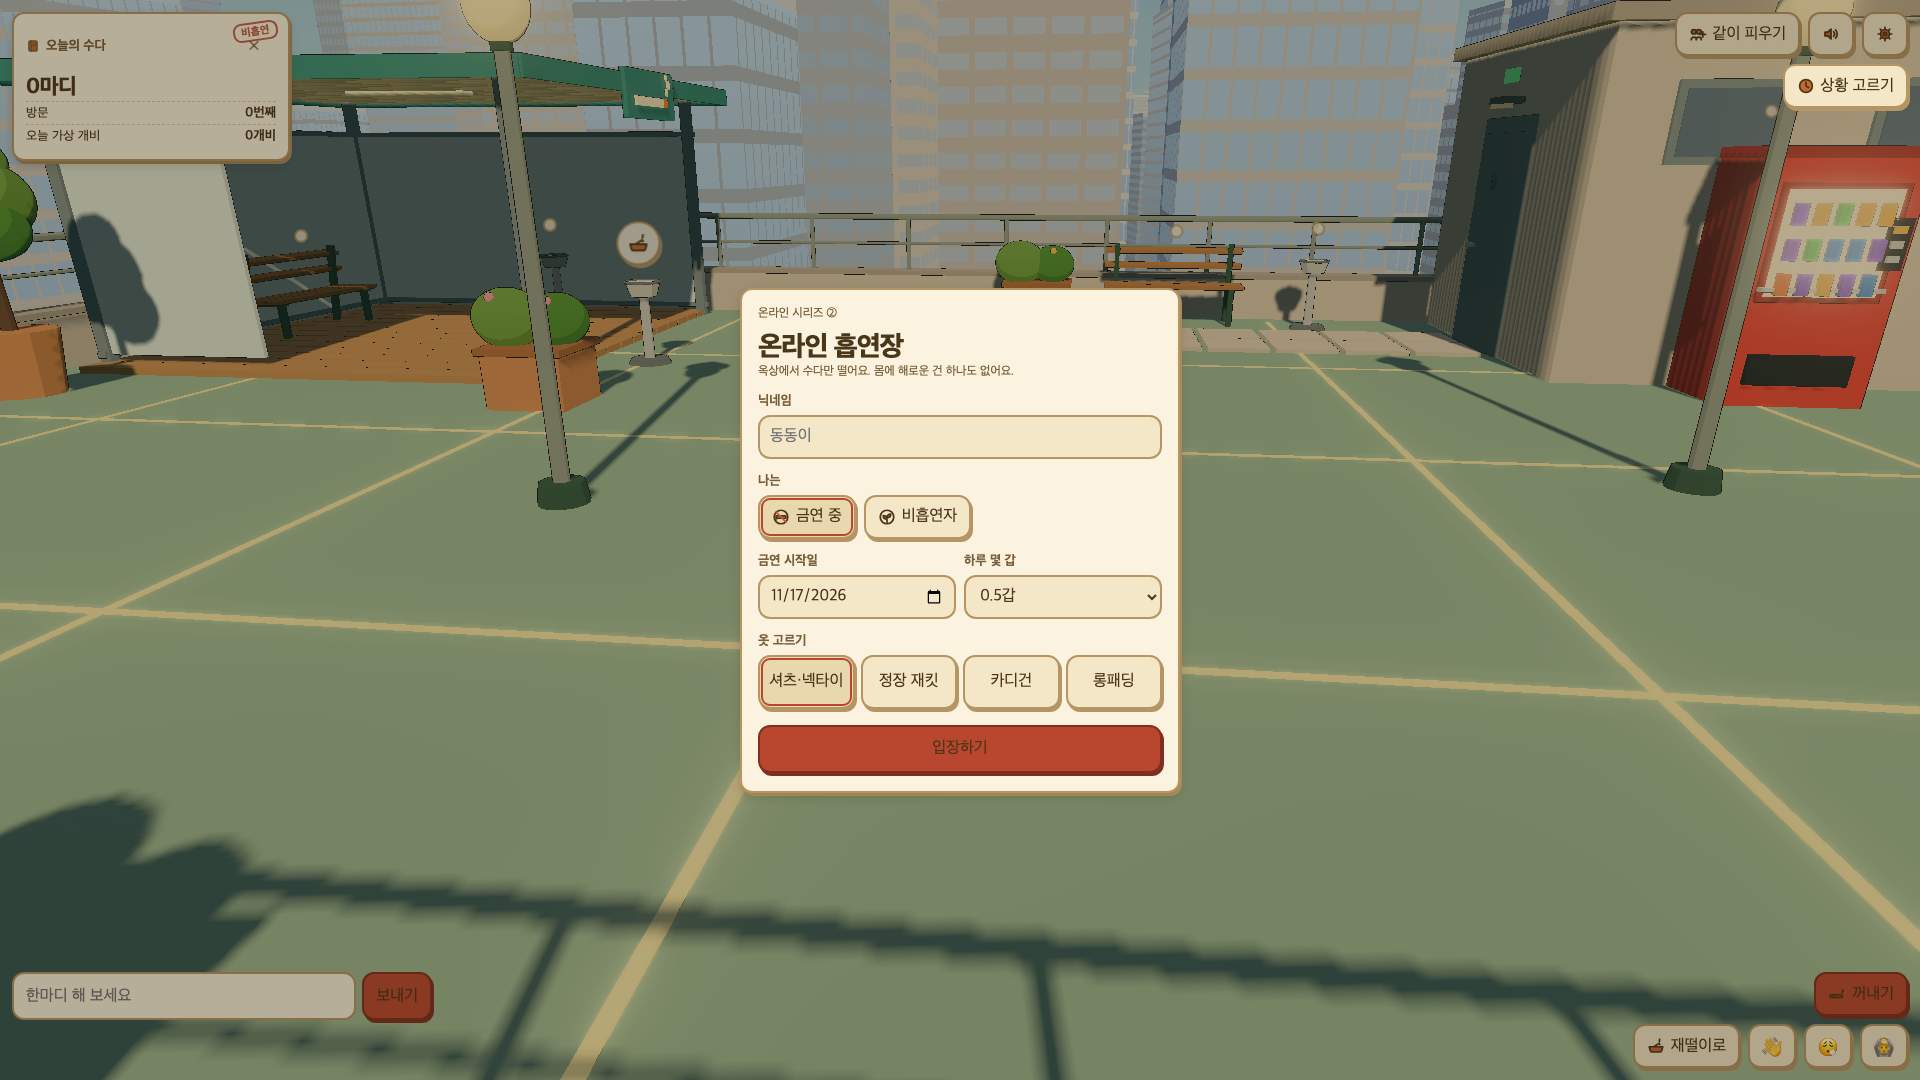 오늘의 수다
비흡연
0마디
방문 0번째
오늘 가상 개비 0개비
같이 피우기
상황 고르기
온라인 시리즈 ②
온라인 흡연장
옥상에서 수다만 떨어요. 몸에 해로운 건 하나도 없어요.
닉네임
동동이
나는
금연 중
비흡연자
금연 시작일
하루 몇 갑
11/17/2026
0.5갑
옷 고르기
셔츠·넥타이
정장 재킷
카디건
롱패딩
입장하기
한마디 해 보세요
보내기
꺼내기
재떨이로